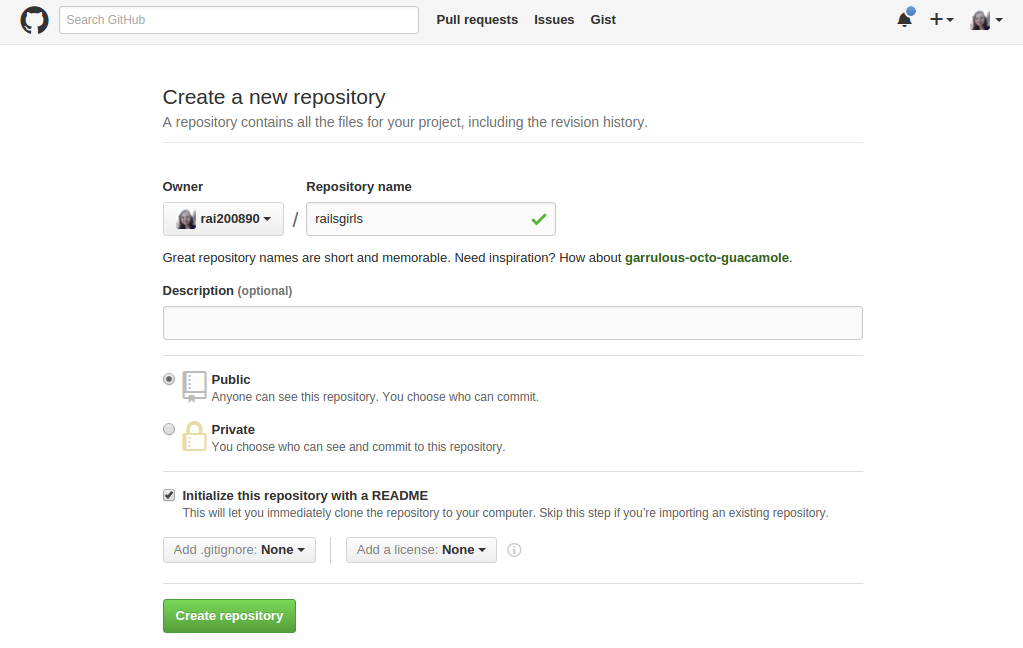 Search GitHub Pull requests Issues Gist
Create a new repository
A repository contains all the files for your project, including the revision history.
Owner Repository name
rai200890 / railsgirls
Great repository names are short and memorable. Need inspiration? How about garrulous-octo-guacamole.
Description (optional)
Public
Anyone can see this repository. You choose who can commit.
Private
You choose who can see and commit to this repository.
Initialize this repository with a README
This will let you immediately clone the repository to your computer. Skip this step if you’re importing an existing repository.
Add .gitignore: None Add a license: None
Create repository